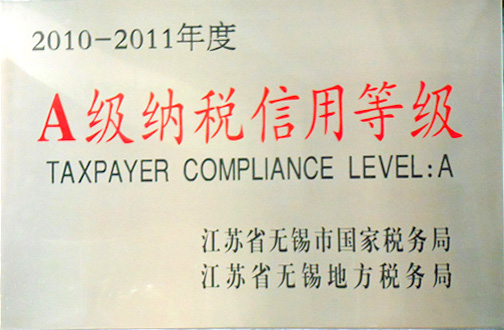 2010-2011年度
A级纳税信用等级
TAXPAYER COMPLIANCE LEVEL:A
江苏省无锡市国家税务局
江苏省无锡地方税务局